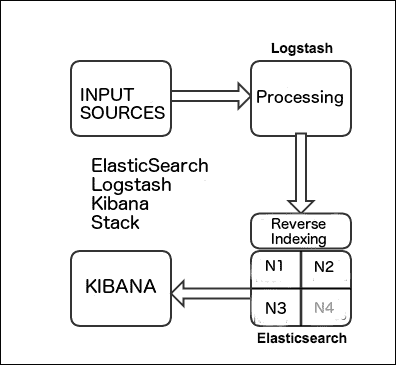 Logstash
INPUT
SOURCES
Processing
ElasticSearch
Logstash
Kibana
Stack
Reverse
Indexing
N1
N2
N3
N4
KIBANA
Elasticsearch